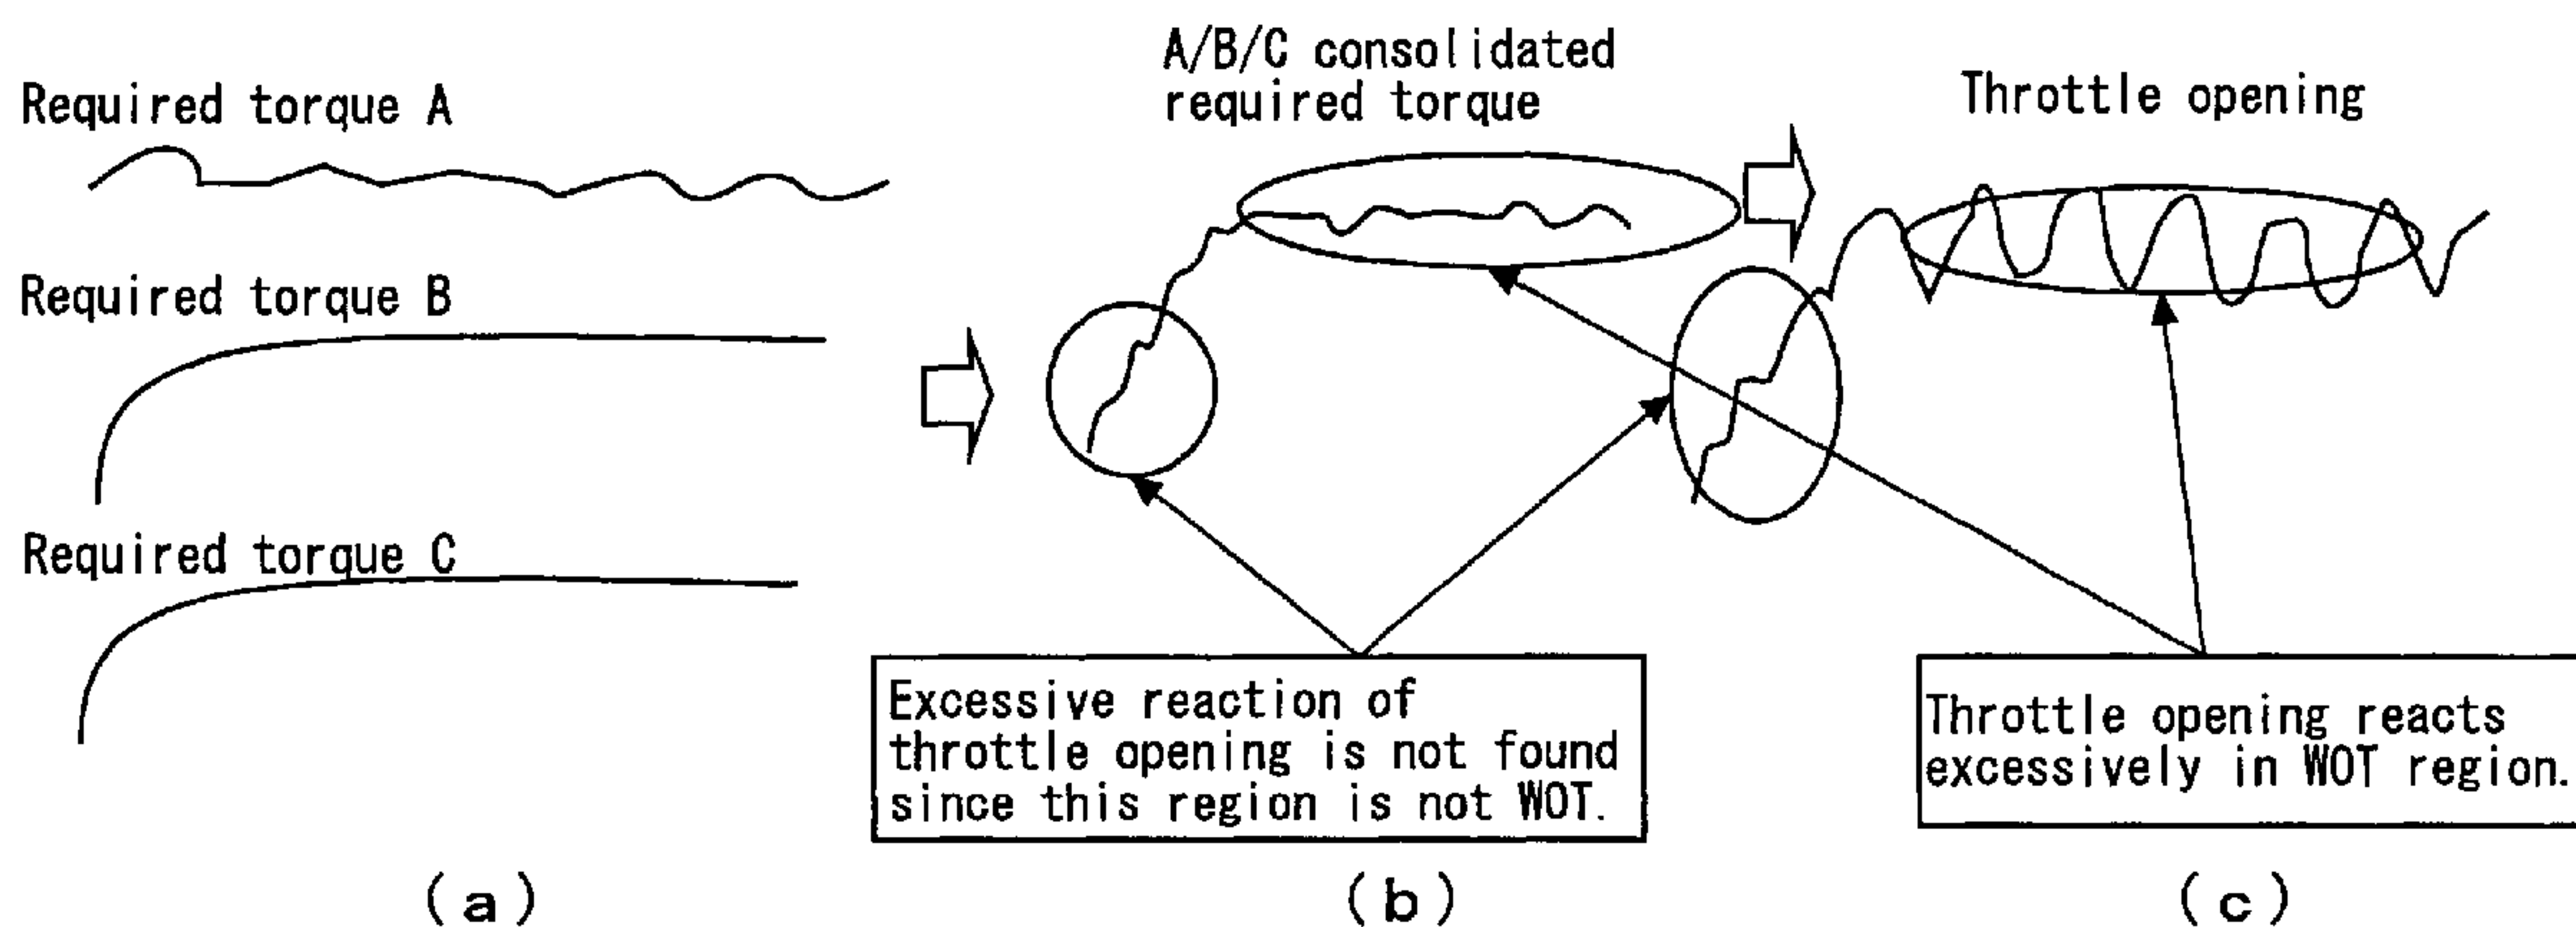 Required torque A
Required torque B
Required torque C
A/B/C consolidated
required torque
Throttle opening
Excessive reaction of
throttle opening is not found
since this region is not WOT.
Throttle opening reacts
excessively in WOT region.
(a)
(b)
(c)